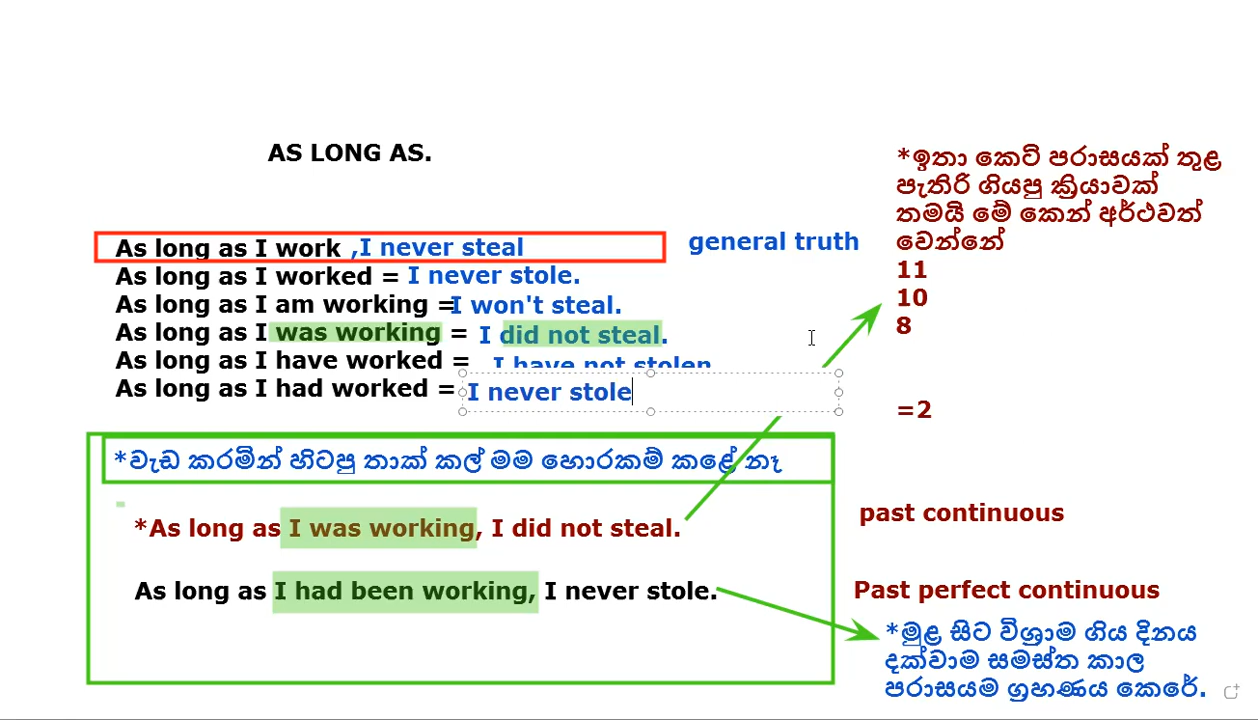 AS LONG AS.
*ඉතා කෙටි පරාසයක් තුළ
පැතිරී ගියපු ක්‍රියාවක්
තමයි මේ කෙන් අර්ථවත්
වෙන්නේ
11
10
8
=2
As long as I work ,I never steal
general truth
As long as I worked = I never stole.
As long as I am working =I won't steal.
As long as I was working = I did not steal.
As long as I have worked = I have not stolen
As long as I had worked = I never stole
*වැඩ කරමින් හිටපු තාක් කල් මම හොරකම් කළේ නෑ
*As long as I was working, I did not steal.
past continuous
As long as I had been working, I never stole.
Past perfect continuous
*මුළ සිට විශ්‍රාම ගිය දිනය
දක්වාම සමස්ත කාල
පරාසයම ග්‍රහණය කෙරේ.